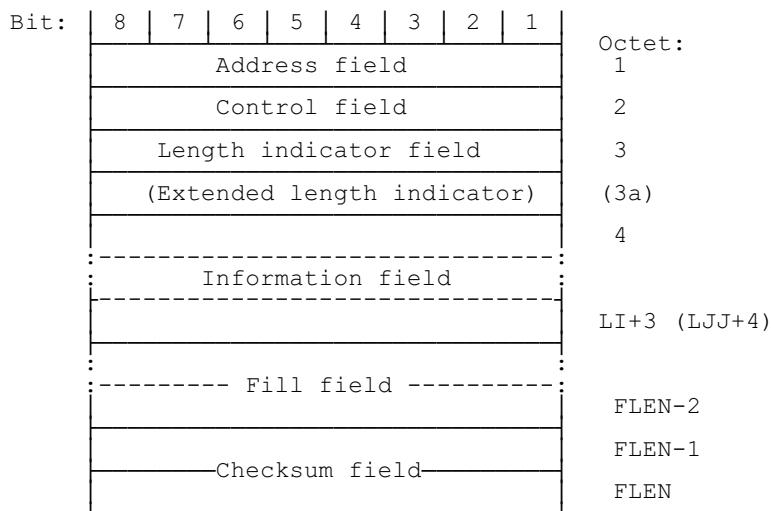 Bit: 8 7 6 5 4 3 2 1
Octet:
Address field 1
Control field 2
Length indicator field 3
(Extended length indicator) (3a)
4
Information field
LI+3 (LJJ+4)
Fill field
FLEN-2
FLEN-1
Checksum field
FLEN